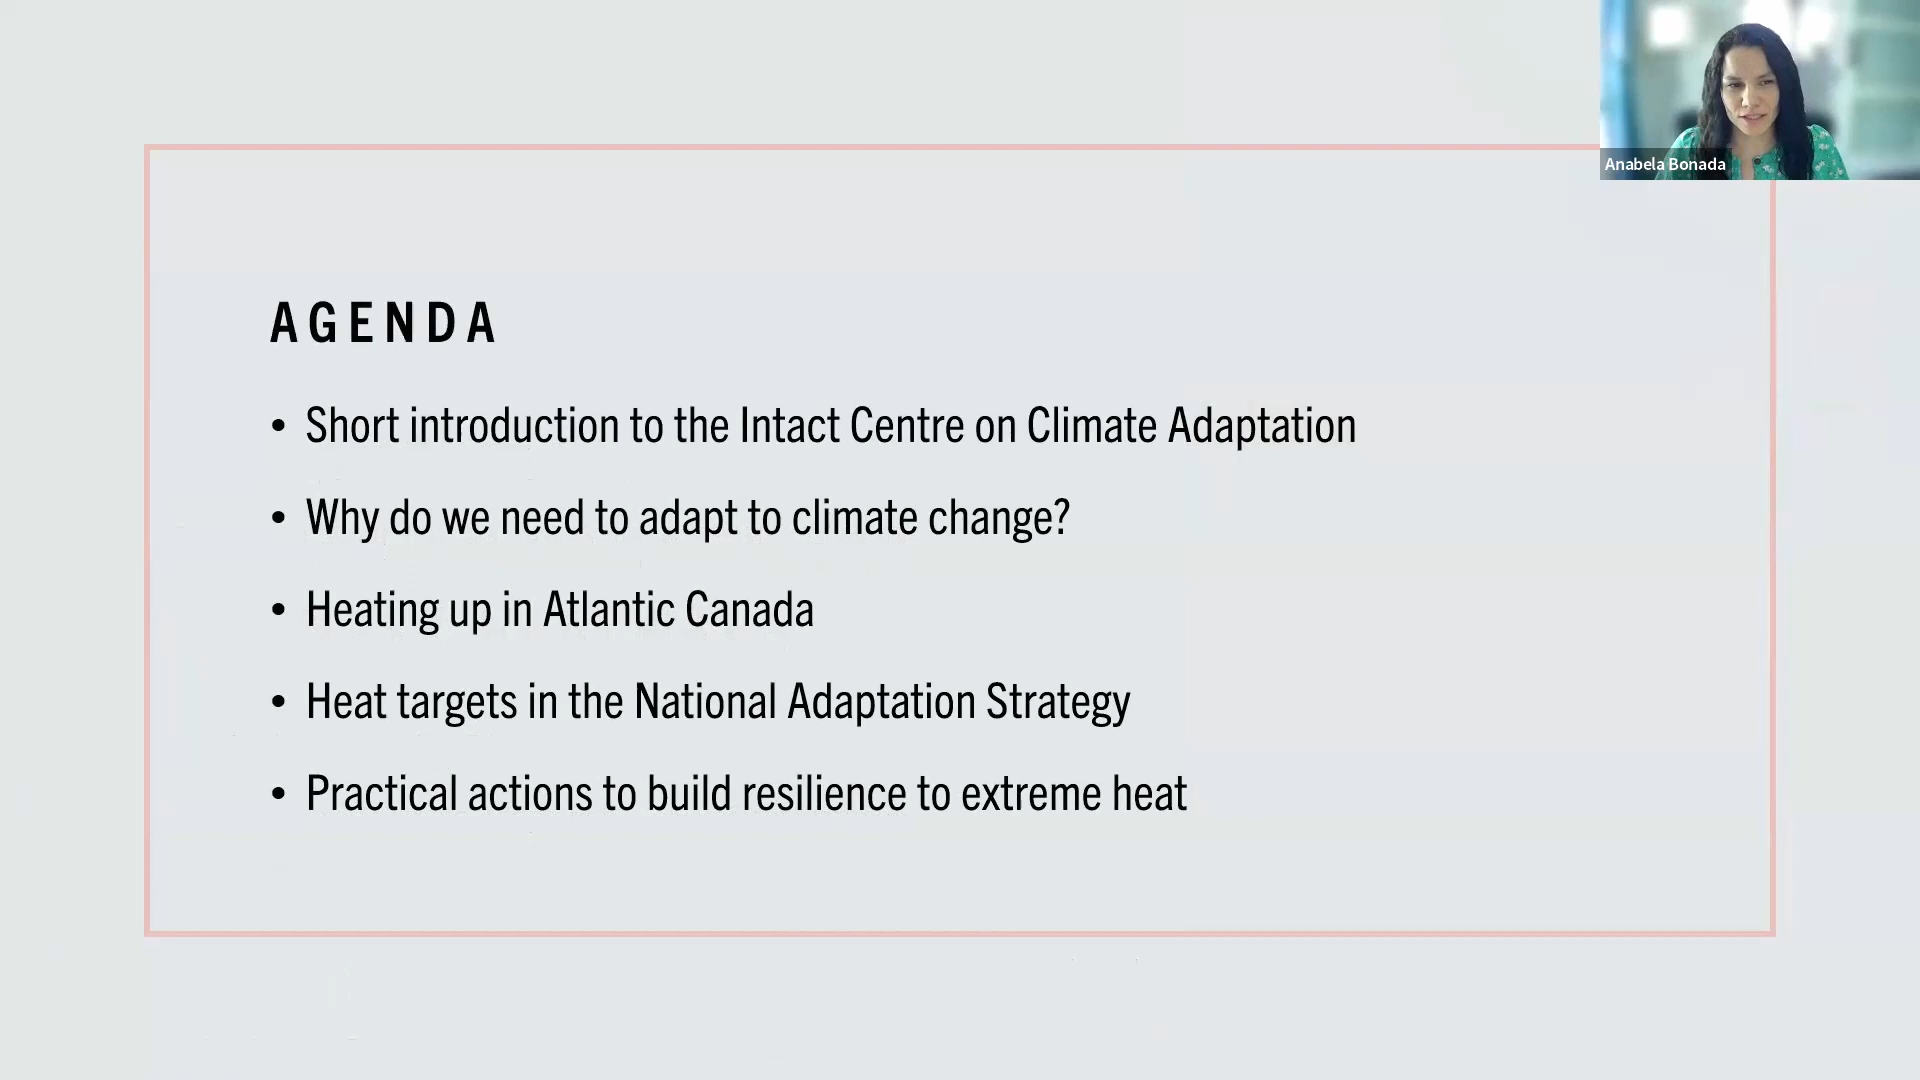 Anabela Bonada
AGENDA
• Short introduction to the Intact Centre on Climate Adaptation
• Why do we need to adapt to climate change?
• Heating up in Atlantic Canada
• Heat targets in the National Adaptation Strategy
• Practical actions to build resilience to extreme heat